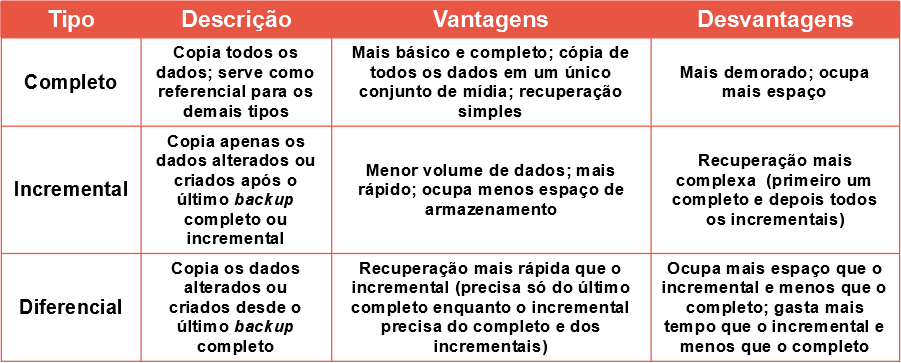 Tipo
Descrição
Vantagens
Desvantagens
Completo
Copia todos os
dados; serve como
referencial para os
demais tipos
Mais básico e completo; cópia de
todos os dados em um único
conjunto de mídia; recuperação
simples
Mais demorado; ocupa
mais espaço
Incremental
Copia apenas os
dados alterados ou
criados após o
último backup
completo ou
incremental
Menor volume de dados; mais
rápido; ocupa menos espaço de
armazenamento
Recuperação mais
complexa (primeiro um
completo e depois todos
os incrementais)
Diferencial
Copia os dados
alterados ou
criados desde o
último backup
completo
Recuperação mais rápida que o
incremental (precisa só do último
completo enquanto o incremental
precisa do completo e dos
incrementais)
Ocupa mais espaço que o
incremental e menos que o
completo; gasta mais
tempo que o incremental e
menos que o completo